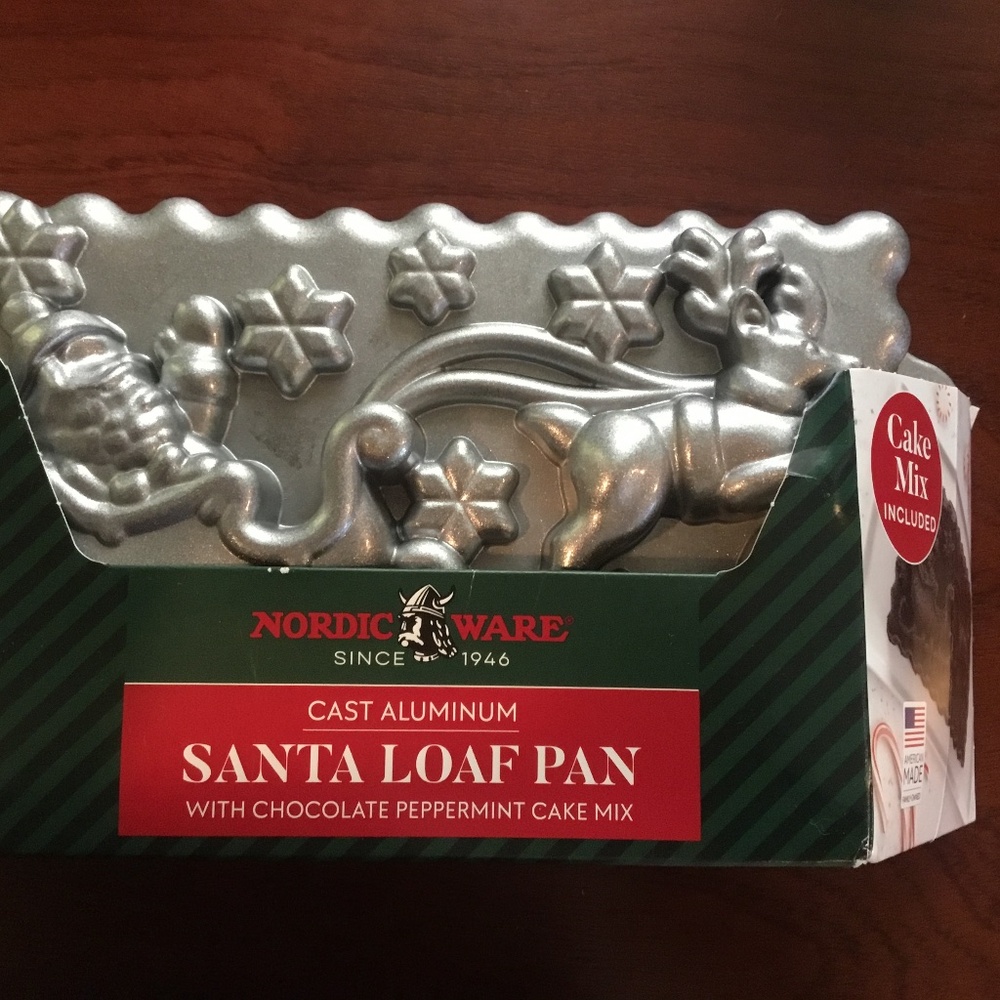 NORDIC WARE
SINCE 1946
CAST ALUMINUM
SANTA LOAF PAN
WITH CHOCOLATE PEPPERMINT CAKE MIX
Cake
Mix
INCLUDED
AMERICAN
MADE